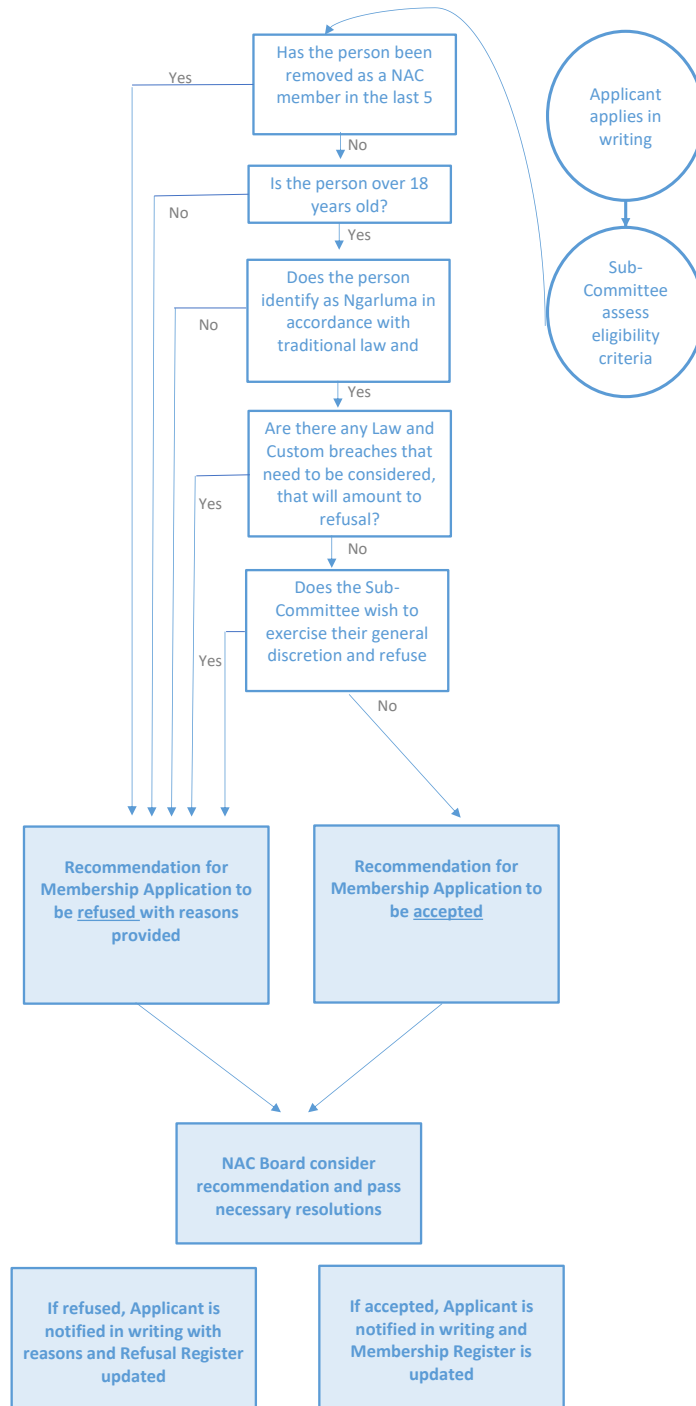 Applicant
applies in
writing
Sub-
Committee
assess
eligibility
criteria
Has the person been
removed as a NAC
member in the last 5
Yes
No
Is the person over 18
years old?
No
Yes
Does the person
identify as Ngarluma in
accordance with
traditional law and
No
Yes
Are there any Law and
Custom breaches that
need to be considered,
that will amount to
refusal?
Yes
No
Does the Sub-
Committee wish to
exercise their general
discretion and refuse
Yes
No
Recommendation for
Membership Application to
be refused with reasons
provided
Recommendation for
Membership Application to
be accepted
NAC Board consider
recommendation and pass
necessary resolutions
If refused, Applicant is
notified in writing with
reasons and Refusal Register
updated
If accepted, Applicant is
notified in writing and
Membership Register is
updated